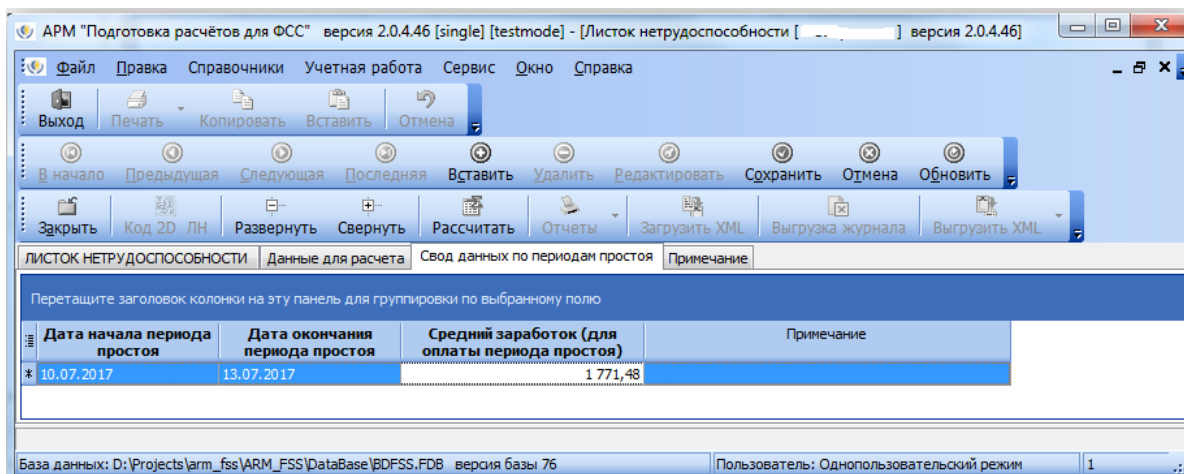 АРМ "Подготовка расчётов для ФСС" версия 2.0.4.46 [single] [testmode] - [Листок нетрудоспособности [ ] версия 2.0.4.46]
Файл Правка Справочники Учетная работа Сервис Окно Справка
Выход Печать Копировать Вставить Отмена
В начало Предыдущая Следующая Последняя Вставить Удалить Редактировать Сохранить Отмена Обновить
Закрыть Код 2D ЛН Развернуть Свернуть Рассчитать Отчеты Загрузить XML Выгрузка журнала Выгрузить XML
ЛИСТОК НЕТРУДОСПОСОБНОСТИ Данные для расчета Свод данных по периодам простоя Примечание
Перетащите заголовок колонки на эту панель для группировки по выбранному полю
Дата начала периода простоя Дата окончания периода простоя Средний заработок (для оплаты периода простоя) Примечание
* 10.07.2017 13.07.2017 1 771,48
База данных: D:\Projects\arm_fss\ARM_FSS\DataBase\BDFSS.FDB версия базы 76 Пользователь: Однопользовательский режим 1